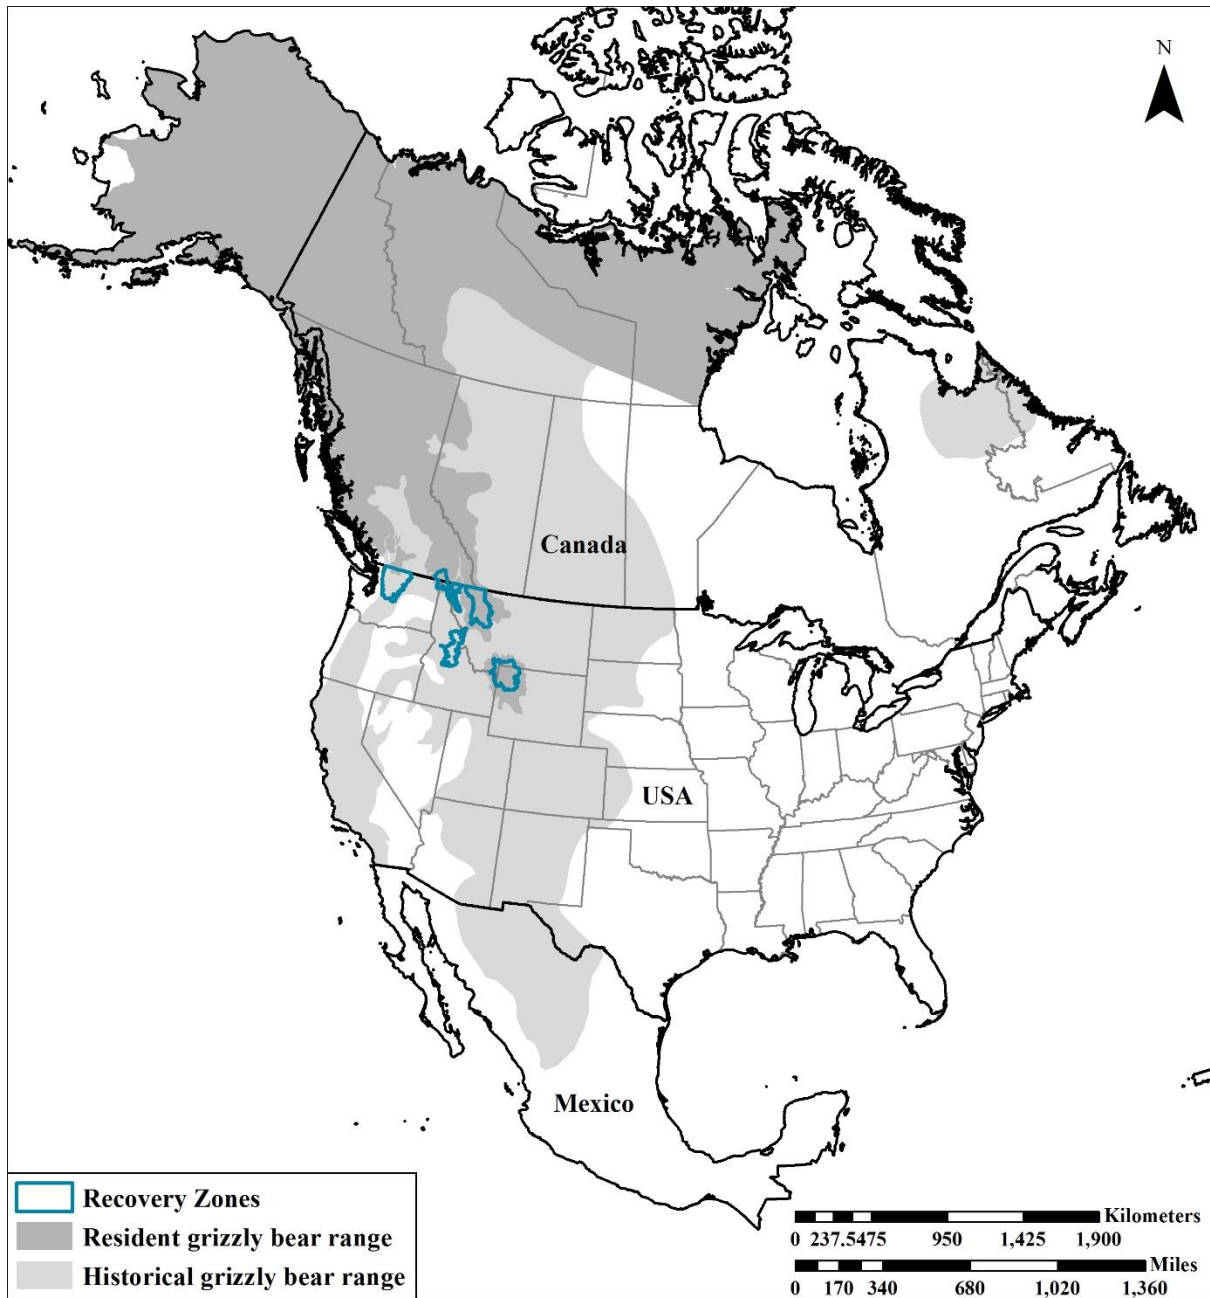 N
Canada
USA
Mexico
Recovery Zones
Resident grizzly bear range
Historical grizzly bear range
Kilometers
0 237.5475 950 1,425 1,900
Miles
0 170 340 680 1,020 1,360